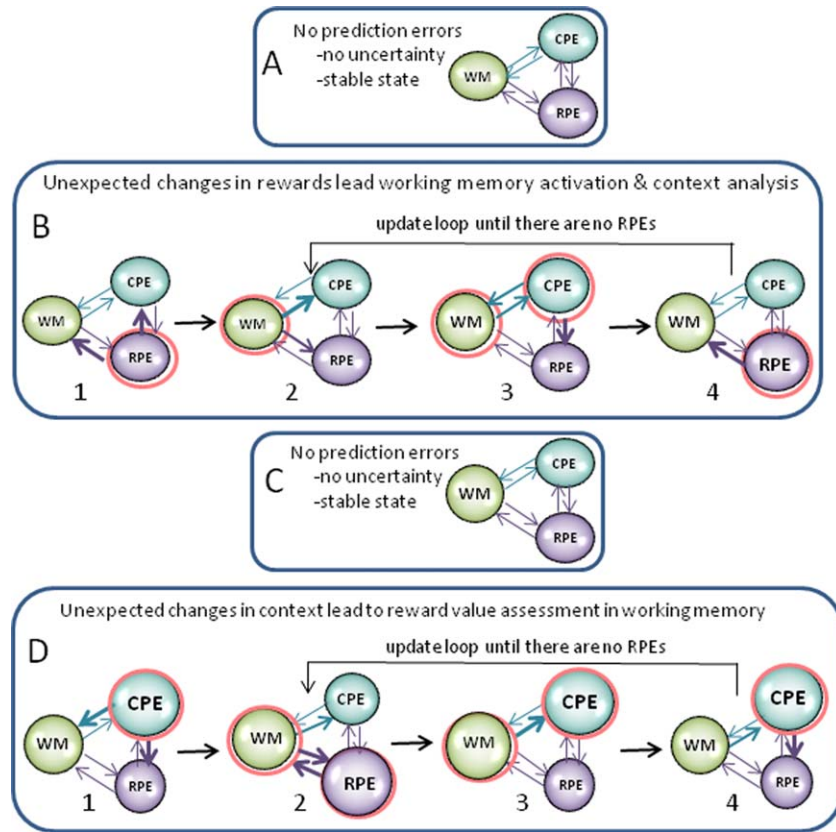 No prediction errors
-no uncertainty
-stable state
A
CPE
WM
RPE
Unexpected changes in rewards lead working memory activation & context analysis
B
update loop until there are no RPEs
CPE
WM
RPE
1
CPE
WM
RPE
2
CPE
WM
RPE
3
CPE
WM
RPE
4
No prediction errors
-no uncertainty
-stable state
C
CPE
WM
RPE
Unexpected changes in context lead to reward value assessment in working memory
D
update loop until there are no RPEs
CPE
WM
RPE
1
CPE
WM
RPE
2
CPE
WM
RPE
3
CPE
WM
RPE
4